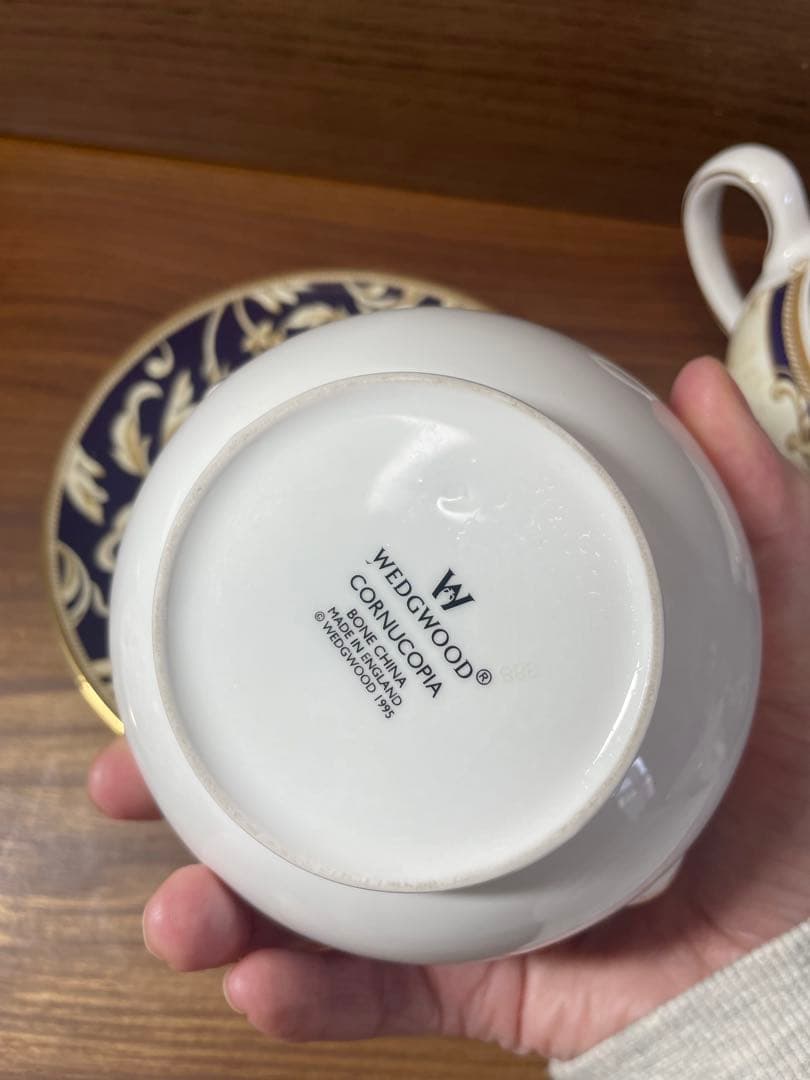 W
WEDGWOOD®
CORNUCOPIA
BONE CHINA
MADE IN ENGLAND
© WEDGWOOD 1995